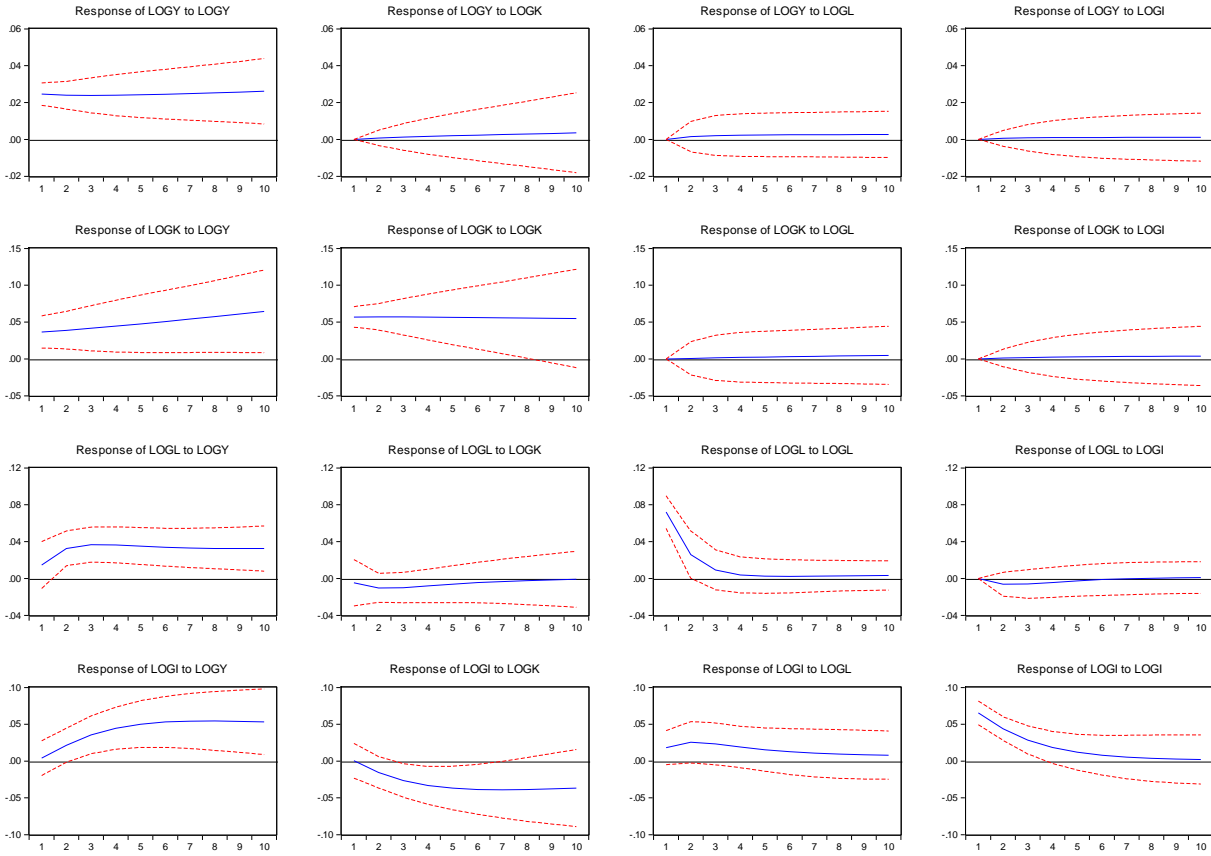 Response of LOGY to LOGY
.06
.04
.02
.00
-.02
1 2 3 4 5 6 7 8 9 10
Response of LOGY to LOGK
.06
.04
.02
.00
-.02
1 2 3 4 5 6 7 8 9 10
Response of LOGY to LOGL
.06
.04
.02
.00
-.02
1 2 3 4 5 6 7 8 9 10
Response of LOGY to LOGI
.06
.04
.02
.00
-.02
1 2 3 4 5 6 7 8 9 10
Response of LOGK to LOGY
.15
.10
.05
.00
-.05
1 2 3 4 5 6 7 8 9 10
Response of LOGK to LOGK
.15
.10
.05
.00
-.05
1 2 3 4 5 6 7 8 9 10
Response of LOGK to LOGL
.15
.10
.05
.00
-.05
1 2 3 4 5 6 7 8 9 10
Response of LOGK to LOGI
.15
.10
.05
.00
-.05
1 2 3 4 5 6 7 8 9 10
Response of LOGL to LOGY
.12
.08
.04
.00
-.04
1 2 3 4 5 6 7 8 9 10
Response of LOGL to LOGK
.12
.08
.04
.00
-.04
1 2 3 4 5 6 7 8 9 10
Response of LOGL to LOGL
.12
.08
.04
.00
-.04
1 2 3 4 5 6 7 8 9 10
Response of LOGL to LOGI
.12
.08
.04
.00
-.04
1 2 3 4 5 6 7 8 9 10
Response of LOGI to LOGY
.10
.05
.00
-.05
-.10
1 2 3 4 5 6 7 8 9 10
Response of LOGI to LOGK
.10
.05
.00
-.05
-.10
1 2 3 4 5 6 7 8 9 10
Response of LOGI to LOGL
.10
.05
.00
-.05
-.10
1 2 3 4 5 6 7 8 9 10
Response of LOGI to LOGI
.10
.05
.00
-.05
-.10
1 2 3 4 5 6 7 8 9 10